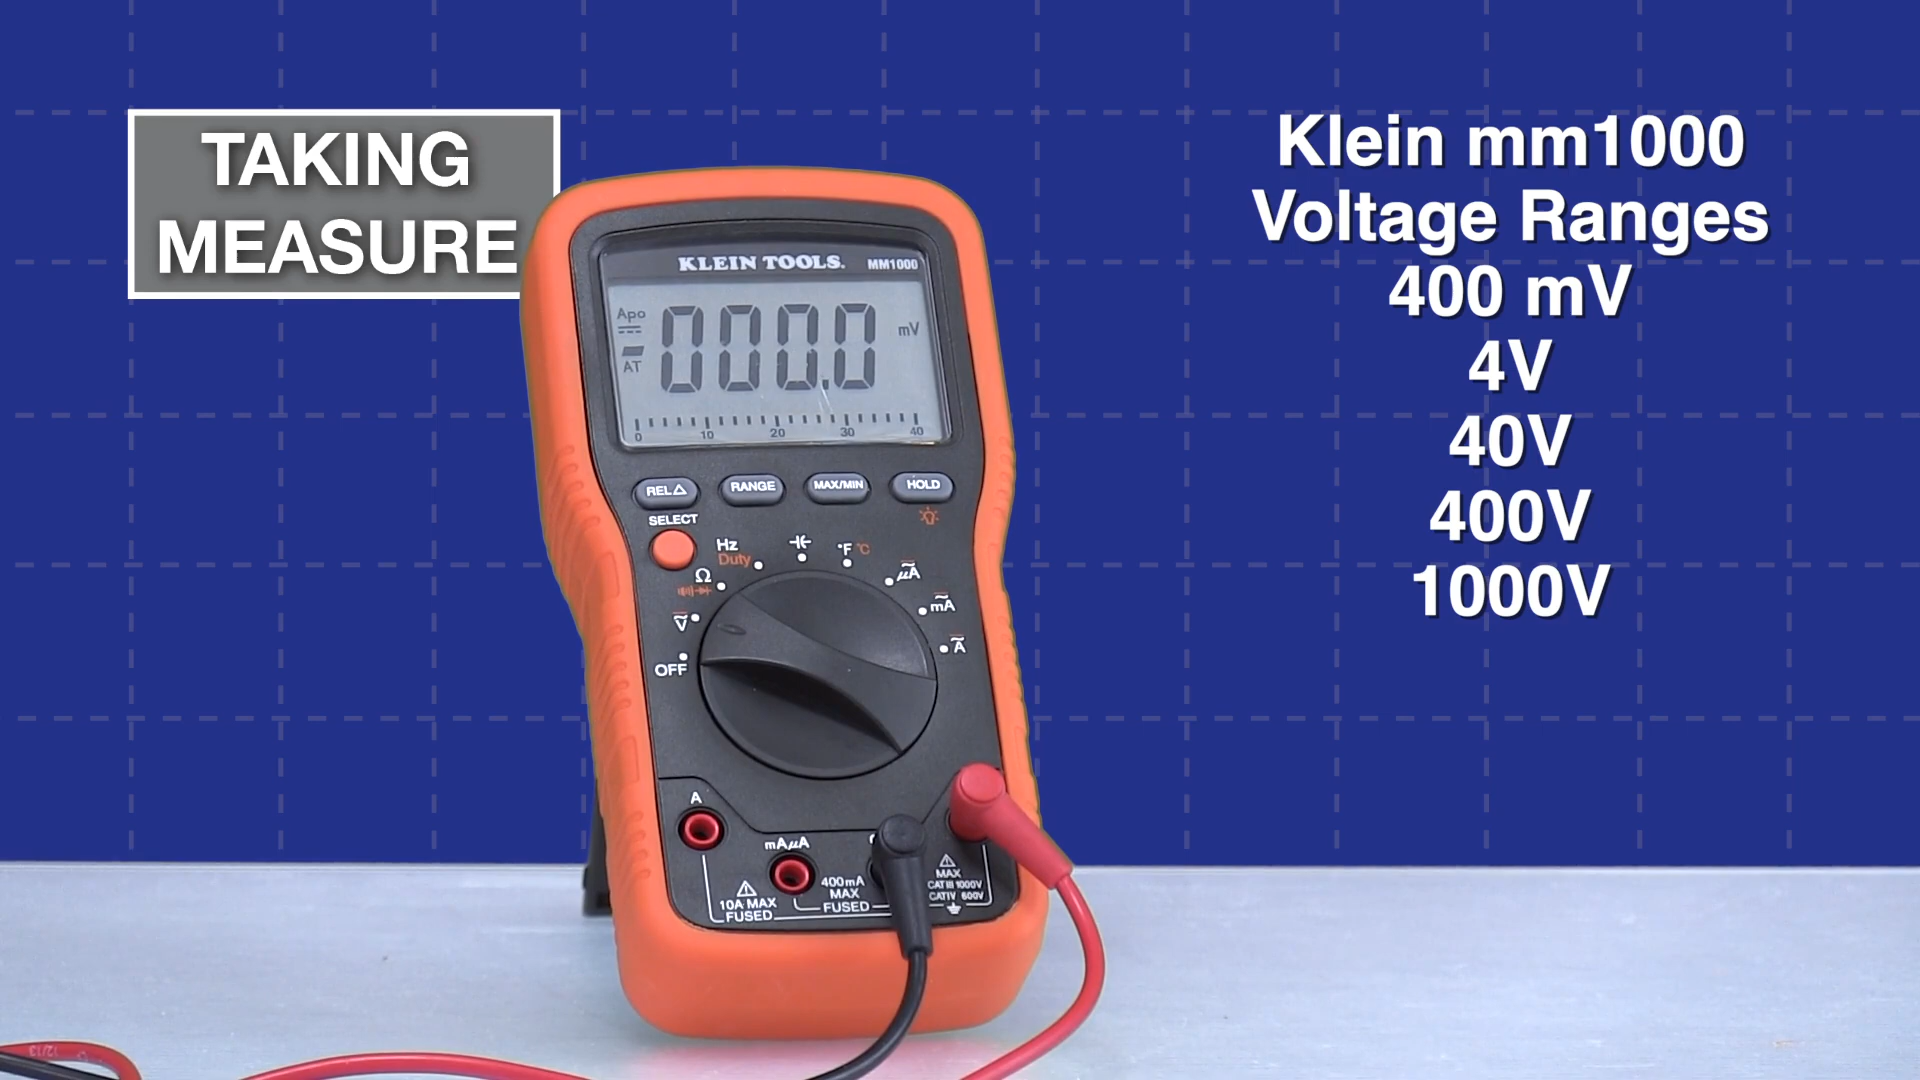 TAKING
MEASURE
Klein mm1000
Voltage Ranges
400 mV
4V
40V
400V
1000V
KLEIN TOOLS. MM1000
Apo
000.0 mV
AT
0 10 20 30 40
REL△ RANGE MAX/MIN HOLD
SELECT
Hz
Duty
°F °C
Ω
μA
mA
V
A
OFF
A
mAμA
10A MAX
FUSED
400mA
MAX
FUSED
MAX
CAT III 1000V
CAT IV 600V
12/13